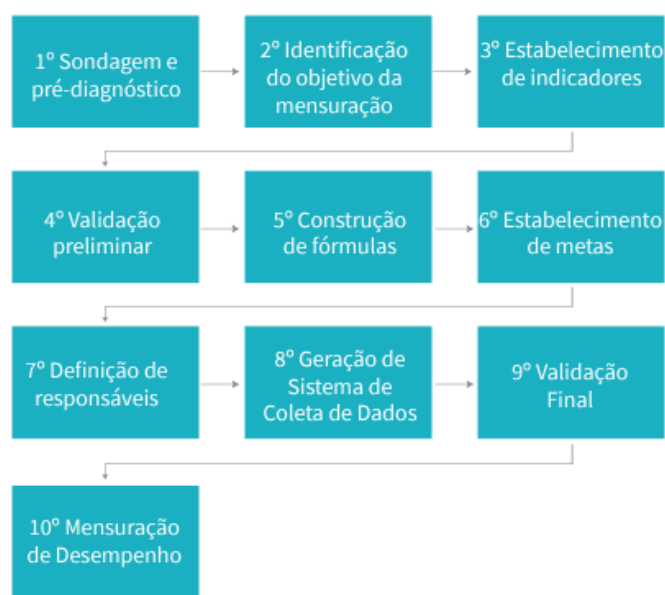 1º Sondagem e
pré-diagnóstico
2º Identificação
do objetivo da
mensuração
3º Estabelecimento
de indicadores
4º Validação
preliminar
5º Construção
de fórmulas
6º Estabelecimento
de metas
7º Definição de
responsáveis
8º Geração de
Sistema de
Coleta de Dados
9º Validação
Final
10º Mensuração
de Desempenho